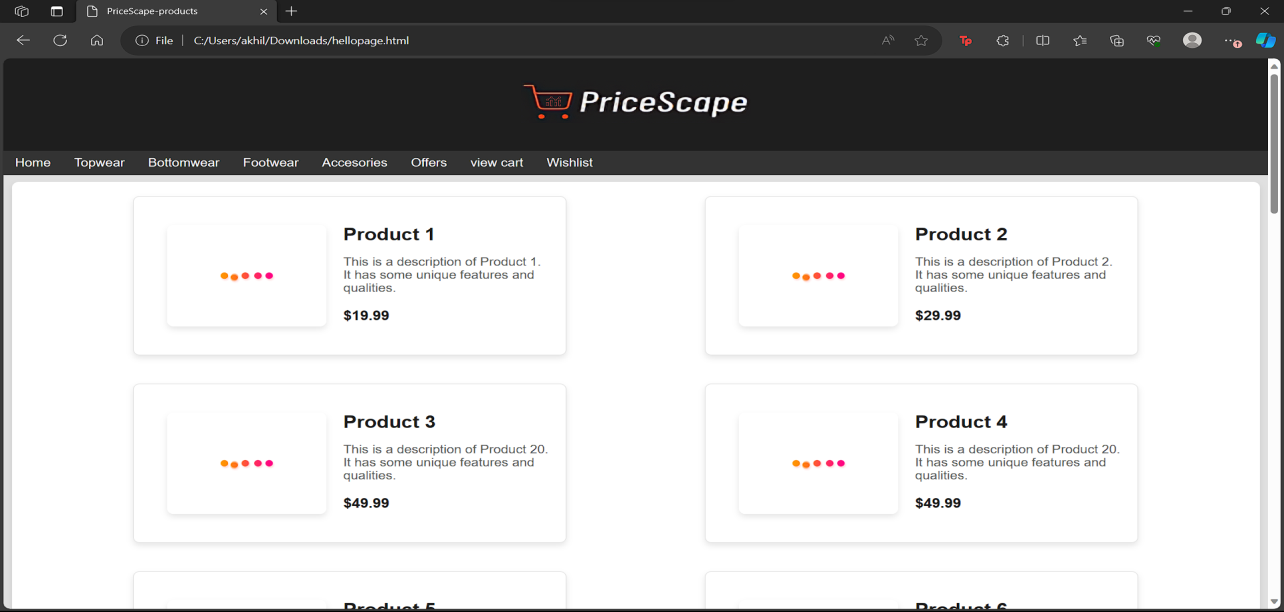 PriceScape-products
File
C:/Users/akhil/Downloads/hellopage.html
PriceScape
Home Topwear Bottomwear Footwear Accesories Offers view cart Wishlist
Product 1
This is a description of Product 1.
It has some unique features and
qualities.
$19.99
Product 2
This is a description of Product 2.
It has some unique features and
qualities.
$29.99
Product 3
This is a description of Product 20.
It has some unique features and
qualities.
$49.99
Product 4
This is a description of Product 20.
It has some unique features and
qualities.
$49.99
Product 5
Product 6